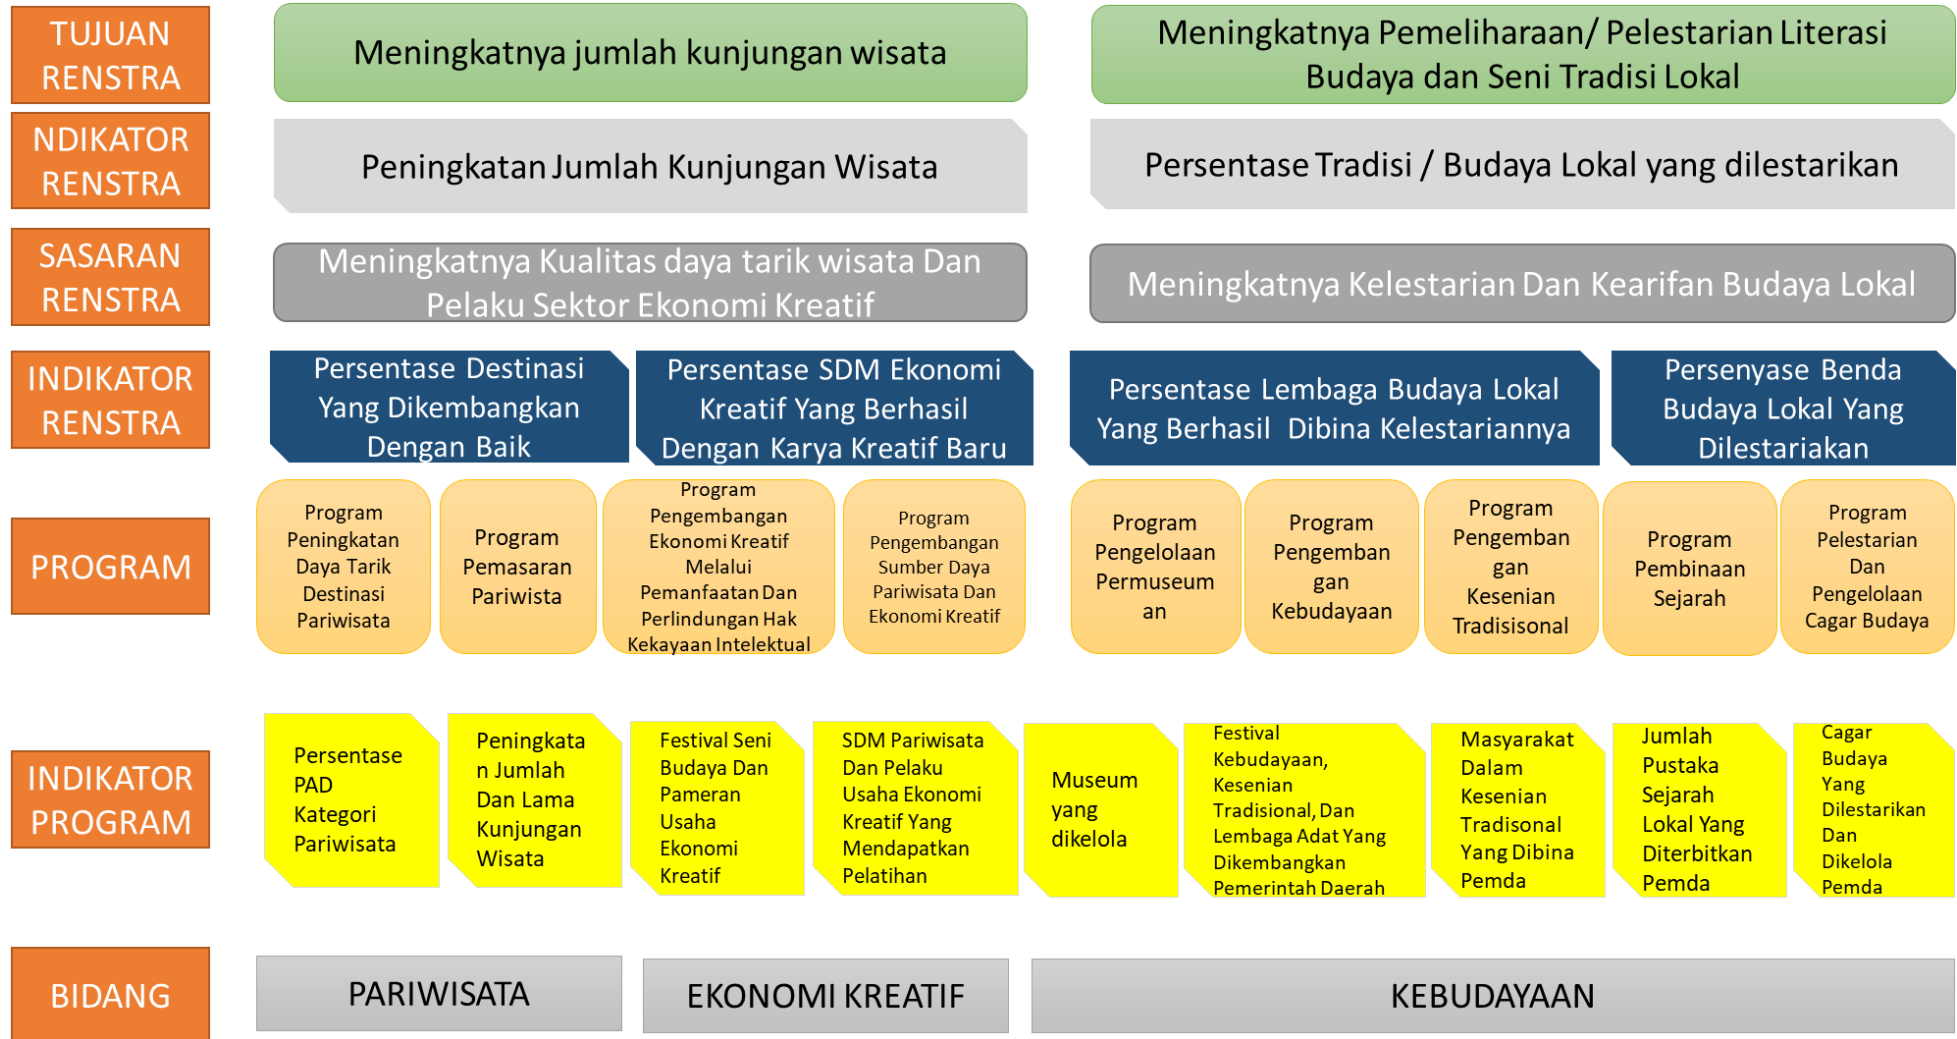 TUJUAN
RENSTRA
Meningkatnya jumlah kunjungan wisata
Meningkatnya Pemeliharaan/ Pelestarian Literasi
Budaya dan Seni Tradisi Lokal
NDIKATOR
RENSTRA
Peningkatan Jumlah Kunjungan Wisata
Persentase Tradisi / Budaya Lokal yang dilestarikan
SASARAN
RENSTRA
Meningkatnya Kualitas daya tarik wisata Dan
Pelaku Sektor Ekonomi Kreatif
Meningkatnya Kelestarian Dan Kearifan Budaya Lokal
INDIKATOR
RENSTRA
Persentase Destinasi
Yang Dikembangkan
Dengan Baik
Persentase SDM Ekonomi
Kreatif Yang Berhasil
Dengan Karya Kreatif Baru
Persentase Lembaga Budaya Lokal
Yang Berhasil Dibina Kelestariannya
Persenyase Benda
Budaya Lokal Yang
Dilestariakan
PROGRAM
Program
Peningkatan
Daya Tarik
Destinasi
Pariwisata
Program
Pemasaran
Pariwista
Program
Pengembangan
Ekonomi Kreatif
Melalui
Pemanfaatan Dan
Perlindungan Hak
Kekayaan Intelektual
Program
Pengembangan
Sumber Daya
Pariwisata Dan
Ekonomi Kreatif
Program
Pengelolaan
Permuseum
an
Program
Pengemban
gan
Kebudayaan
Program
Pengemban
gan
Kesenian
Tradisisonal
Program
Pembinaan
Sejarah
Program
Pelestarian
Dan
Pengelolaan
Cagar Budaya
INDIKATOR
PROGRAM
Persentase
PAD
Kategori
Pariwisata
Peningkata
n Jumlah
Dan Lama
Kunjungan
Wisata
Festival Seni
Budaya Dan
Pameran
Usaha
Ekonomi
Kreatif
SDM Pariwisata
Dan Pelaku
Usaha Ekonomi
Kreatif Yang
Mendapatkan
Pelatihan
Museum
yang
dikelola
Festival
Kebudayaan,
Kesenian
Tradisional, Dan
Lembaga Adat Yang
Dikembangkan
Pemerintah Daerah
Masyarakat
Dalam
Kesenian
Tradisonal
Yang Dibina
Pemda
Jumlah
Pustaka
Sejarah
Lokal Yang
Diterbitkan
Pemda
Cagar
Budaya
Yang
Dilestarikan
Dan
Dikelola
Pemda
BIDANG
PARIWISATA
EKONOMI KREATIF
KEBUDAYAAN